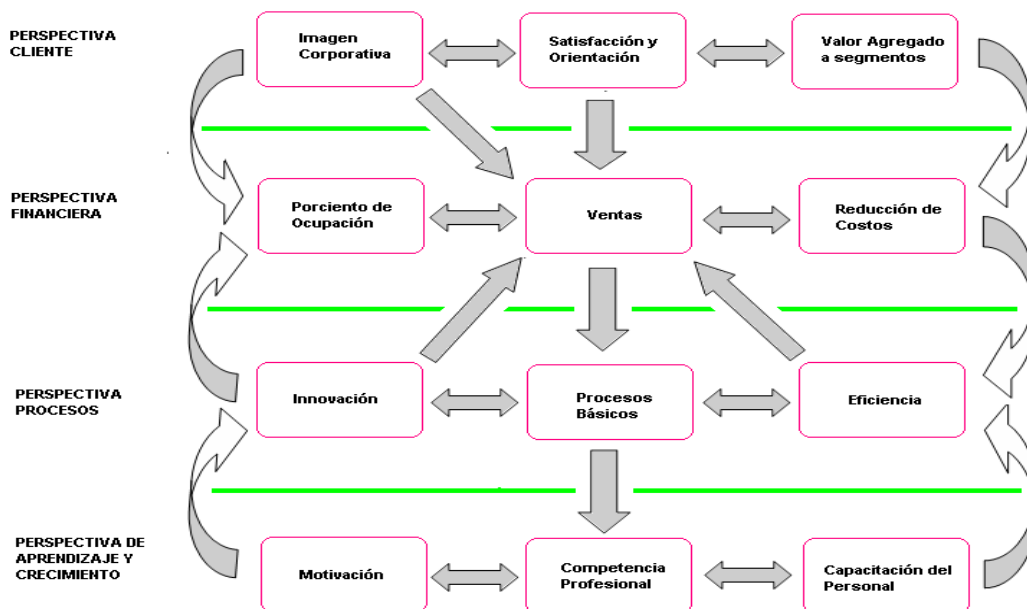 PERSPECTIVA
CLIENTE
Imagen
Corporativa
Satisfacción y
Orientación
Valor Agregado
a segmentos
PERSPECTIVA
FINANCIERA
Porciento de
Ocupación
Ventas
Reducción de
Costos
PERSPECTIVA
PROCESOS
Innovación
Procesos
Básicos
Eficiencia
PERSPECTIVA DE
APRENDIZAJE Y
CRECIMIENTO
Motivación
Competencia
Profesional
Capacitación del
Personal